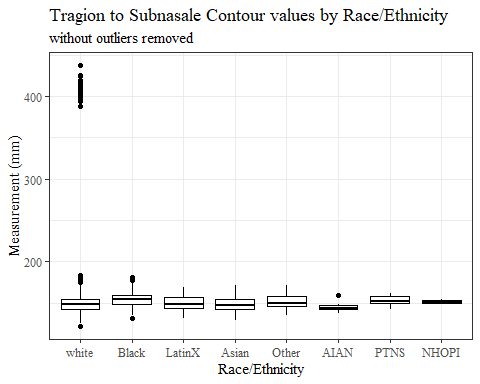 Tragion to Subnasale Contour values by Race/Ethnicity
without outliers removed
Measurement (mm)
400
200
white Black LatinX Asian Other AIAN PTNS NHOPI
Race/Ethnicity